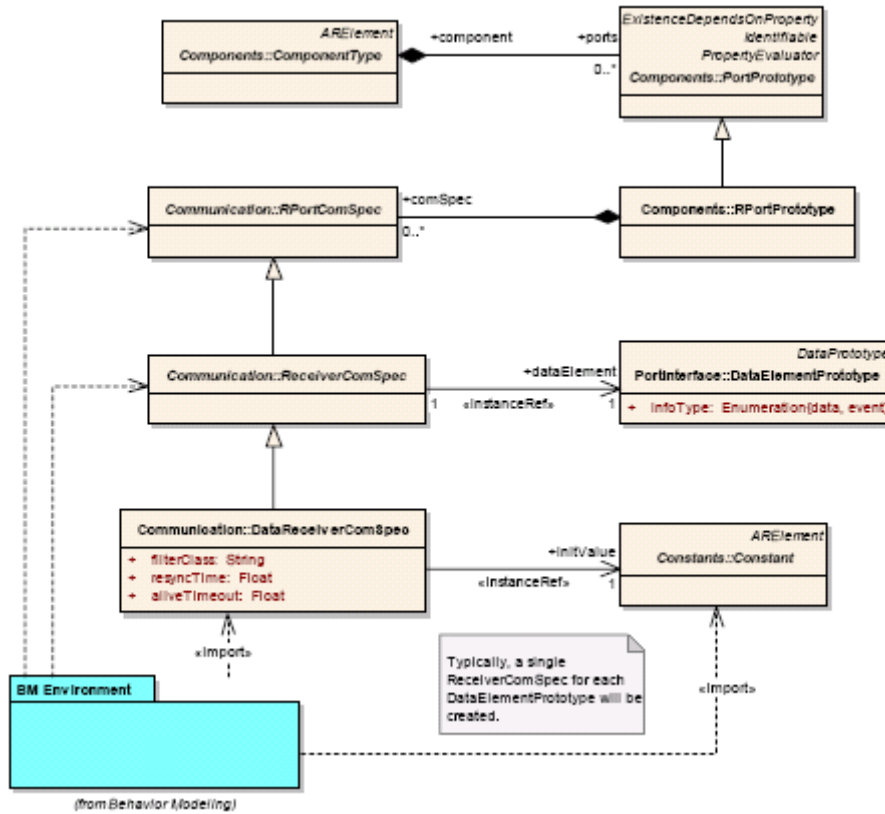 ARElement
Components::ComponentType
+component
+ports
0..*
ExistenceDependsOnProperty
Identifiable
PropertyEvaluator
Components::PortPrototype
Communication::RPortComSpec
+comSpec
0..*
Components::RPortPrototype
Communication::ReceiverComSpec
+dataElement
1
«InstanceRef»
1
DataPrototype
PortInterface::DataElementPrototype
+ infoType: Enumeration(data, event)
Communication::DataReceiverComSpec
+ filterClass: String
+ resyncTime: Float
+ aliveTimeout: Float
+initValue
«InstanceRef»
1
ARElement
Constants::Constant
«import»
Typically, a single
ReceiverComSpec for each
DataElementPrototype will be
created.
«import»
BM Environment
(from Behavior Modeling)